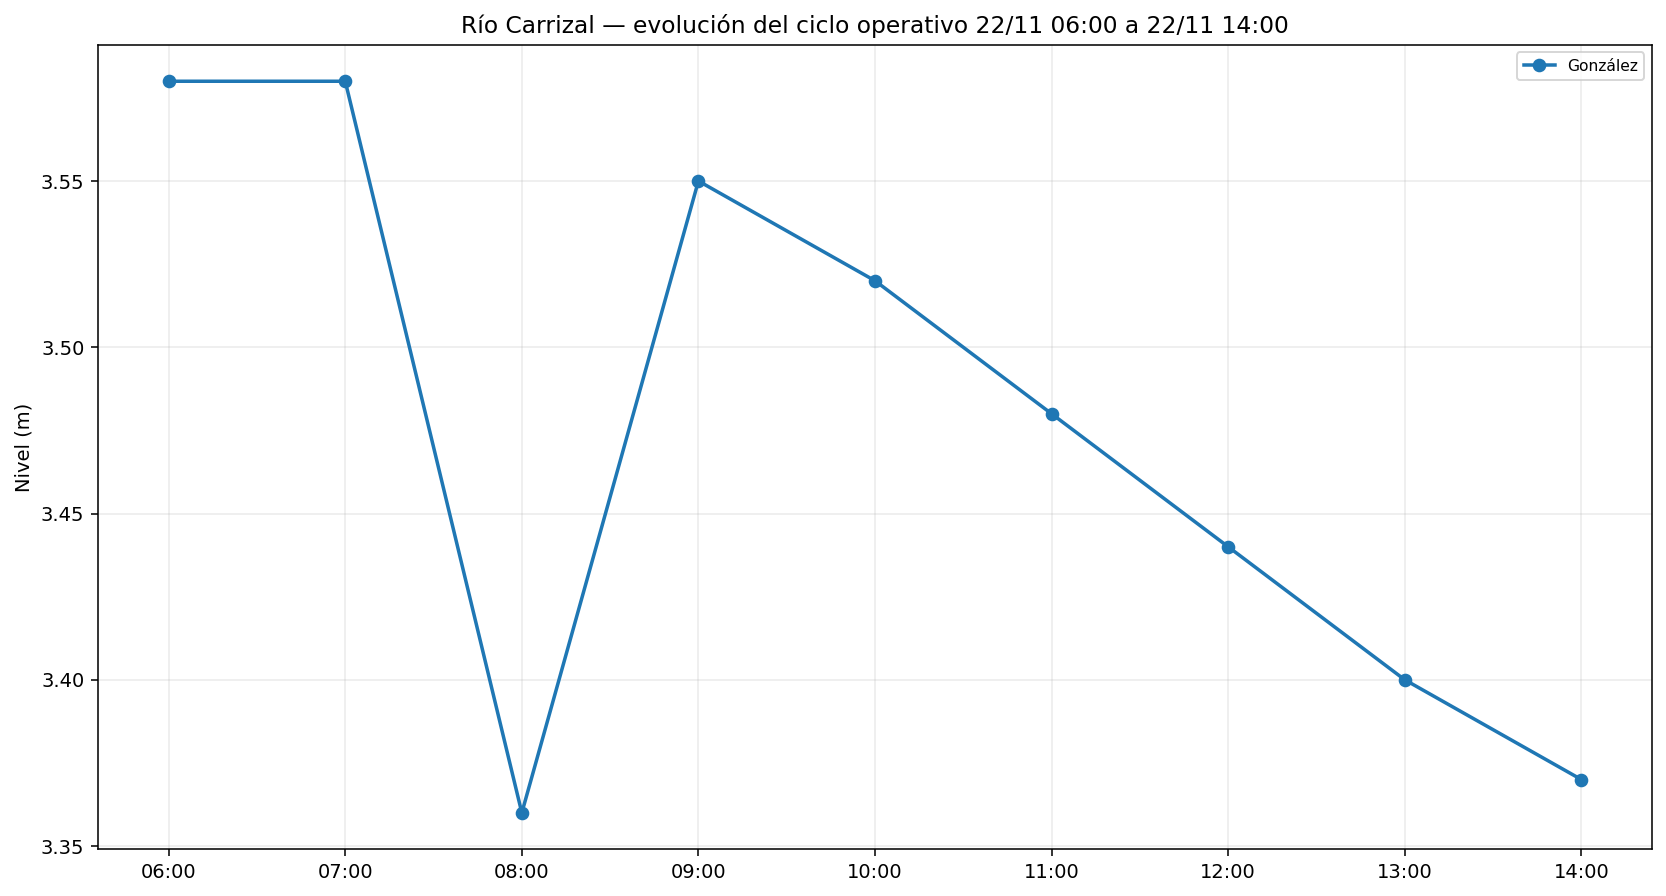 Río Carrizal — evolución del ciclo operativo 22/11 06:00 a 22/11 14:00
González
Nivel (m)
3.55
3.50
3.45
3.40
3.35
06:00 07:00 08:00 09:00 10:00 11:00 12:00 13:00 14:00